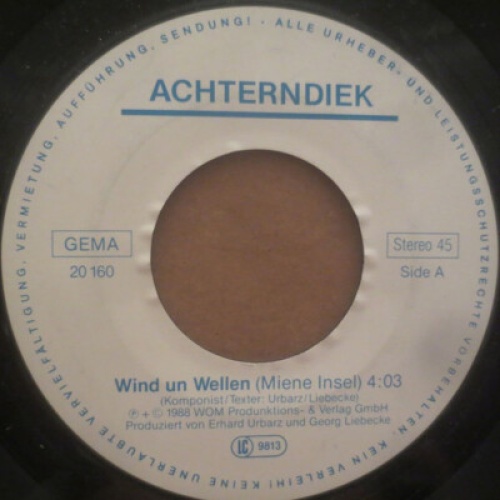 ALLE URHEBER- UND LEISTUNGSSCHUTZRECHTE VORBEHALTEN · KEIN VERLEIH! KEINE UNERLAUBTE VERVIELFÄLTIGUNG, VERMIETUNG, AUFFÜHRUNG, SENDUNG! ·
ACHTERNDIEK
GEMA
20 160
Stereo 45
Side A
Wind un Wellen (Miene Insel) 4:03
(Komponist/Texter: Urbarz/Liebecke)
℗ + © 1988 WOM Produnktions- & Verlag GmbH
Produziert von Erhard Urbarz und Georg Liebecke
LC 9813